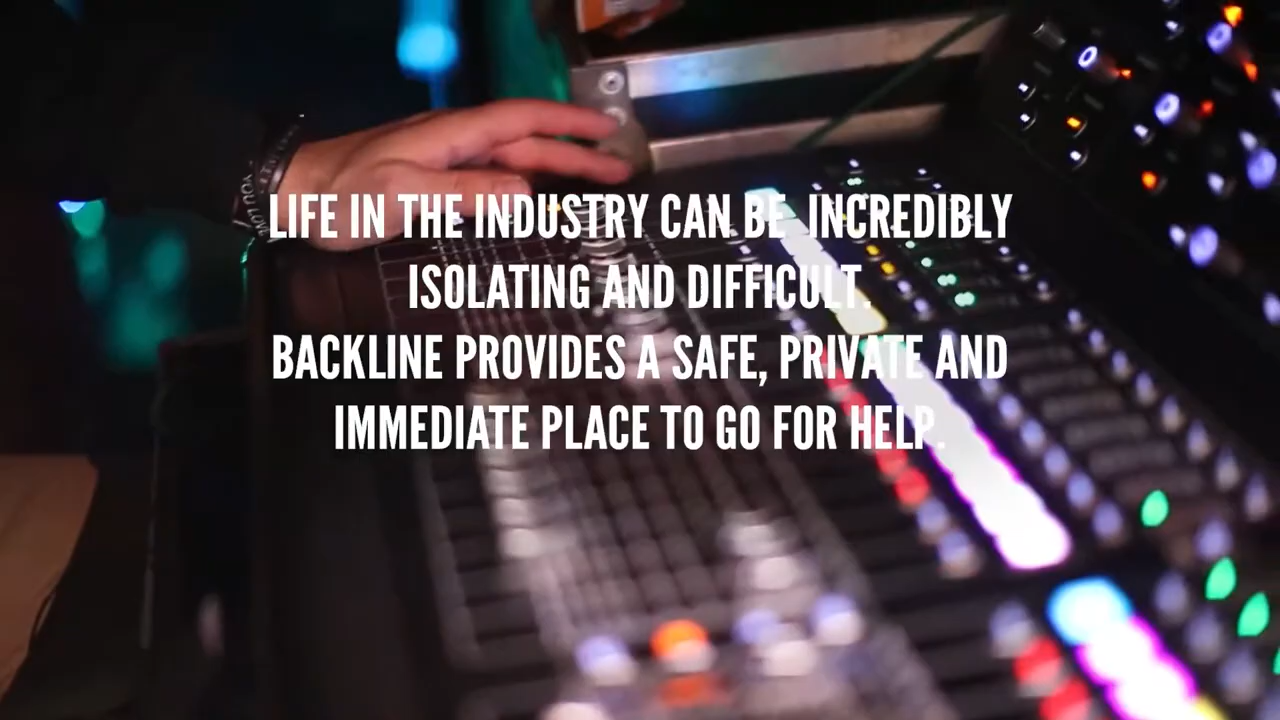 YOU
LIFE IN THE INDUSTRY CAN BE INCREDIBLY
ISOLATING AND DIFFICULT.
BACKLINE PROVIDES A SAFE, PRIVATE AND
IMMEDIATE PLACE TO GO FOR HELP.